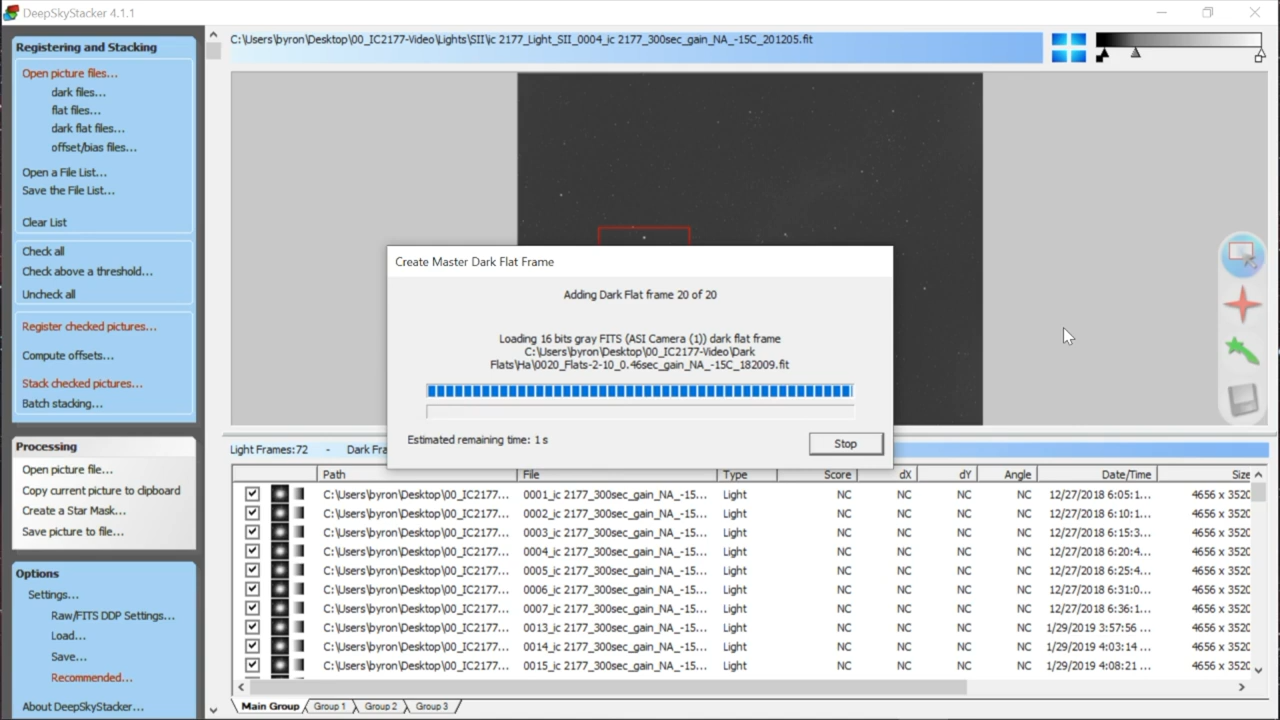 DeepSkyStacker 4.1.1
Registering and Stacking
Open picture files...
dark files...
flat files...
dark flat files...
offset/bias files...
Open a File List...
Save the File List...
Clear List
Check all
Check above a threshold...
Uncheck all
Register checked pictures...
Compute offsets...
Stack checked pictures...
Batch stacking...
Processing
Open picture file...
Copy current picture to clipboard
Create a Star Mask...
Save picture to file...
Options
Settings...
Raw/FITS DDP Settings...
Load...
Save...
Recommended...
About DeepSkyStacker...
C:\Users\byron\Desktop\00_IC2177-Video\Lights\SII\ic 2177_Light_SII_0004_ic 2177_300sec_gain_NA_-15C_201205.fit
Create Master Dark Flat Frame
Adding Dark Flat frame 20 of 20
Loading 16 bits gray FITS (ASI Camera (1)) dark flat frame
C:\Users\byron\Desktop\00_IC2177-Video\Dark
Flats\Ha\0020_Flats-2-10_0.46sec_gain_NA_-15C_182009.fit
Estimated remaining time: 1 s
Stop
Light Frames:72 - Dark Fra
Path File Type Score dX dY Angle Date/Time Size
C:\Users\byron\Desktop\00_IC2177... 0001_ic 2177_300sec_gain_NA_-15... Light NC NC NC NC 12/27/2018 6:05:1... 4656 x 3520
C:\Users\byron\Desktop\00_IC2177... 0002_ic 2177_300sec_gain_NA_-15... Light NC NC NC NC 12/27/2018 6:10:1... 4656 x 3520
C:\Users\byron\Desktop\00_IC2177... 0003_ic 2177_300sec_gain_NA_-15... Light NC NC NC NC 12/27/2018 6:15:3... 4656 x 3520
C:\Users\byron\Desktop\00_IC2177... 0004_ic 2177_300sec_gain_NA_-15... Light NC NC NC NC 12/27/2018 6:20:4... 4656 x 3520
C:\Users\byron\Desktop\00_IC2177... 0005_ic 2177_300sec_gain_NA_-15... Light NC NC NC NC 12/27/2018 6:25:4... 4656 x 3520
C:\Users\byron\Desktop\00_IC2177... 0006_ic 2177_300sec_gain_NA_-15... Light NC NC NC NC 12/27/2018 6:31:0... 4656 x 3520
C:\Users\byron\Desktop\00_IC2177... 0007_ic 2177_300sec_gain_NA_-15... Light NC NC NC NC 12/27/2018 6:36:1... 4656 x 3520
C:\Users\byron\Desktop\00_IC2177... 0013_ic 2177_300sec_gain_NA_-15... Light NC NC NC NC 1/29/2019 3:57:56 ... 4656 x 3520
C:\Users\byron\Desktop\00_IC2177... 0014_ic 2177_300sec_gain_NA_-15... Light NC NC NC NC 1/29/2019 4:03:14 ... 4656 x 3520
C:\Users\byron\Desktop\00_IC2177... 0015_ic 2177_300sec_gain_NA_-15... Light NC NC NC NC 1/29/2019 4:08:21 ... 4656 x 3520
Main Group Group 1 Group 2 Group 3